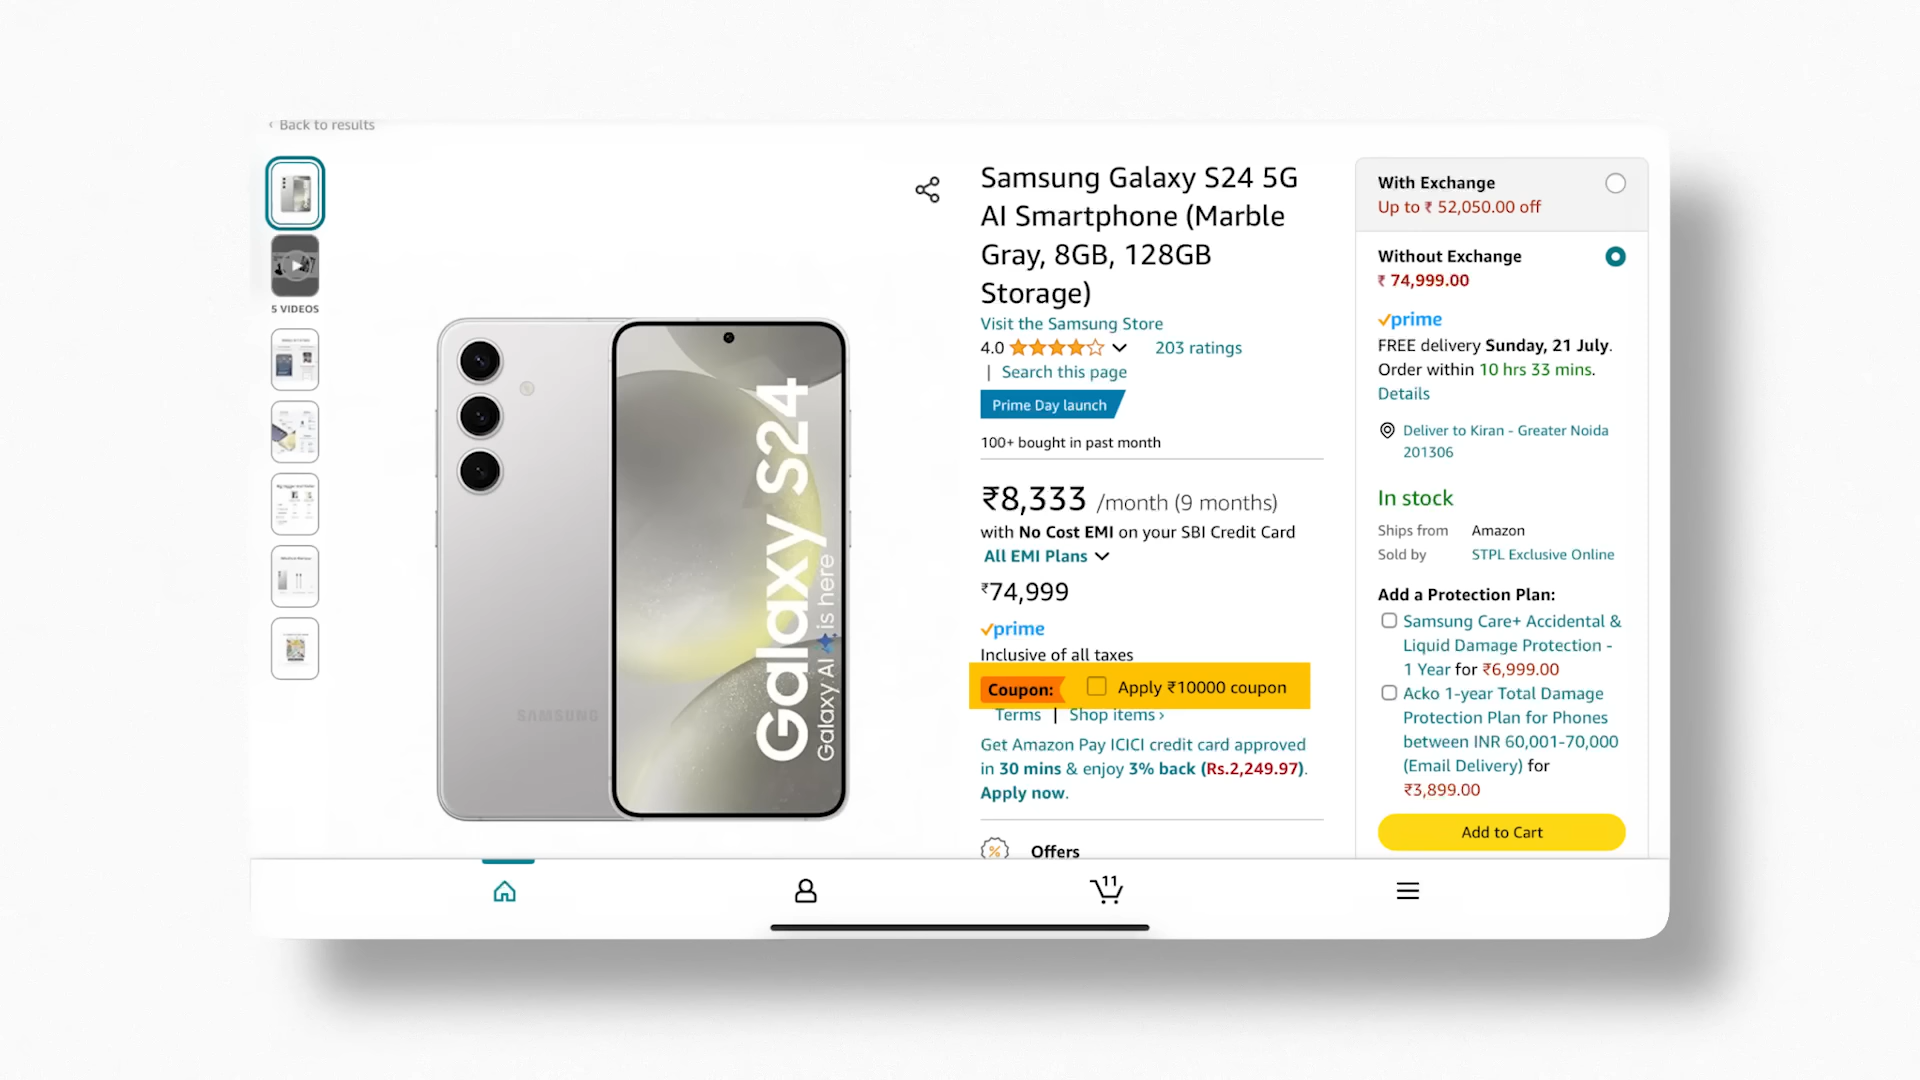 ‹ Back to results
5 VIDEOS
SAMSUNG
Galaxy S24
Galaxy AI is here
Samsung Galaxy S24 5G
AI Smartphone (Marble
Gray, 8GB, 128GB
Storage)
Visit the Samsung Store
4.0 203 ratings
| Search this page
Prime Day launch
100+ bought in past month
₹8,333 /month (9 months)
with No Cost EMI on your SBI Credit Card
All EMI Plans
₹74,999
prime
Inclusive of all taxes
Coupon: Apply ₹10000 coupon
Terms | Shop items ›
Get Amazon Pay ICICI credit card approved
in 30 mins & enjoy 3% back (Rs.2,249.97).
Apply now.
% Offers
With Exchange
Up to ₹ 52,050.00 off
Without Exchange
₹ 74,999.00
prime
FREE delivery Sunday, 21 July.
Order within 10 hrs 33 mins.
Details
Deliver to Kiran - Greater Noida
201306
In stock
Ships from Amazon
Sold by STPL Exclusive Online
Add a Protection Plan:
Samsung Care+ Accidental &
Liquid Damage Protection -
1 Year for ₹6,999.00
Acko 1-year Total Damage
Protection Plan for Phones
between INR 60,001-70,000
(Email Delivery) for
₹3,899.00
Add to Cart
11